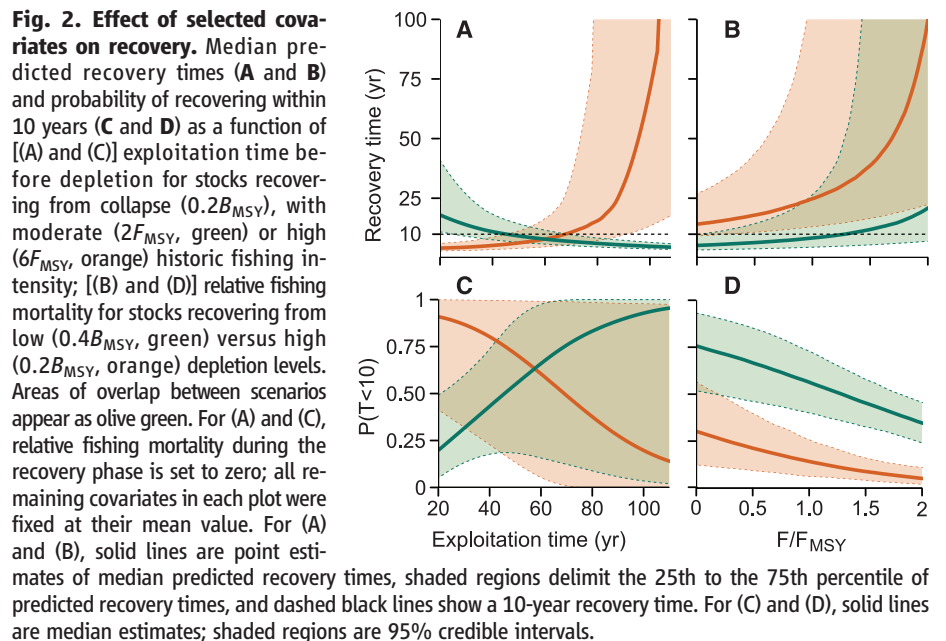 Fig. 2. Effect of selected cova-
riates on recovery. Median pre-
dicted recovery times (A and B)
and probability of recovering within
10 years (C and D) as a function of
[(A) and (C)] exploitation time be-
fore depletion for stocks recover-
ing from collapse (0.2BMSY), with
moderate (2FMSY, green) or high
(6FMSY, orange) historic fishing in-
tensity; [(B) and (D)] relative fishing
mortality for stocks recovering from
low (0.4BMSY, green) versus high
(0.2BMSY, orange) depletion levels.
Areas of overlap between scenarios
appear as olive green. For (A) and (C),
relative fishing mortality during the
recovery phase is set to zero; all re-
maining covariates in each plot were
fixed at their mean value. For (A)
and (B), solid lines are point esti-
mates of median predicted recovery times, shaded regions delimit the 25th to the 75th percentile of
predicted recovery times, and dashed black lines show a 10-year recovery time. For (C) and (D), solid lines
are median estimates; shaded regions are 95% credible intervals.
A
B
Recovery time (yr)
100
75
50
25
10
C
D
P(T<10)
1
0.75
0.50
0.25
0
20 40 60 80 100
Exploitation time (yr)
0 0.5 1.0 1.5 2.0
F/FMSY